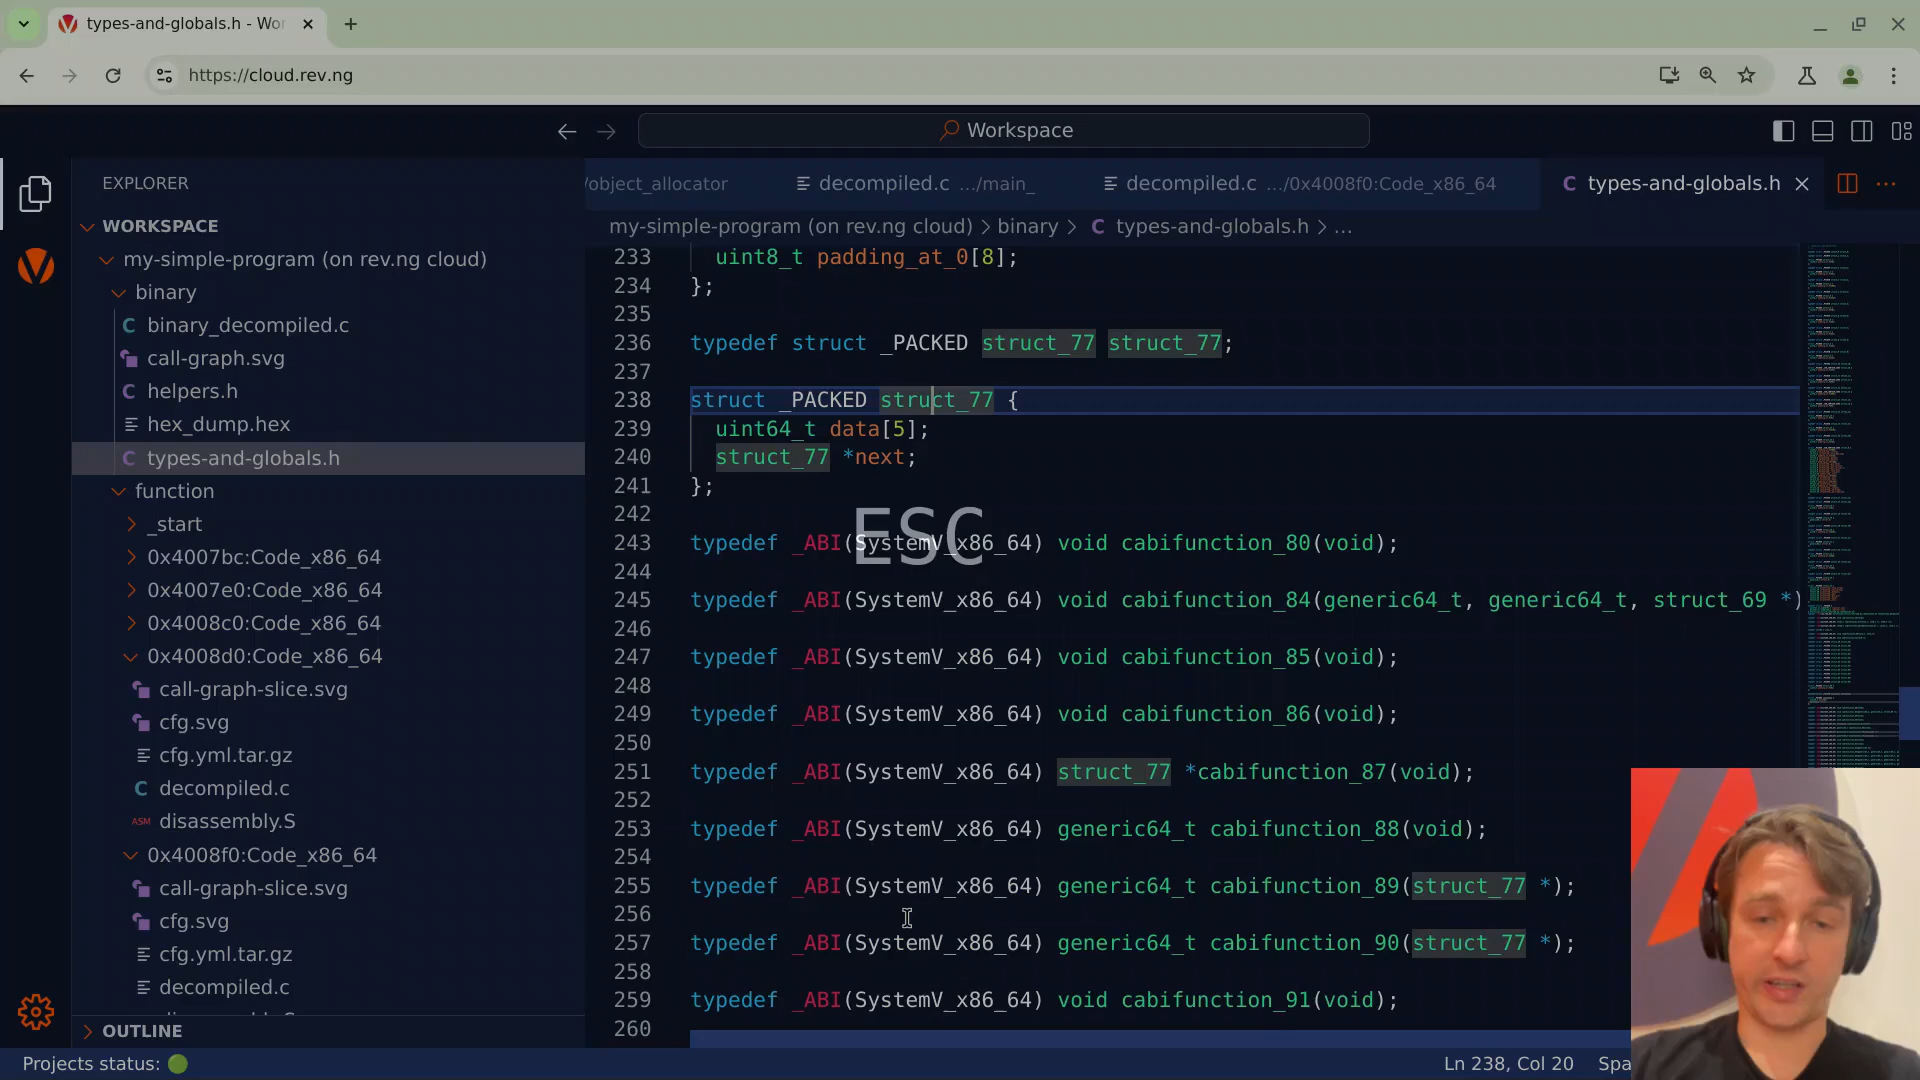 types-and-globals.h - Wor
https://cloud.rev.ng
Workspace
EXPLORER
WORKSPACE
my-simple-program (on rev.ng cloud)
binary
C binary_decompiled.c
call-graph.svg
C helpers.h
hex_dump.hex
C types-and-globals.h
function
_start
0x4007bc:Code_x86_64
0x4007e0:Code_x86_64
0x4008c0:Code_x86_64
0x4008d0:Code_x86_64
call-graph-slice.svg
cfg.svg
cfg.yml.tar.gz
C decompiled.c
ASM disassembly.S
0x4008f0:Code_x86_64
call-graph-slice.svg
cfg.svg
cfg.yml.tar.gz
decompiled.c
OUTLINE
/object_allocator
decompiled.c .../main_
decompiled.c .../0x4008f0:Code_x86_64
C types-and-globals.h
my-simple-program (on rev.ng cloud) > binary > C types-and-globals.h > ...
233 uint8_t padding_at_0[8];
234 };
235
236 typedef struct _PACKED struct_77 struct_77;
237
238 struct _PACKED struct_77 {
239 uint64_t data[5];
240 struct_77 *next;
241 };
242
243 typedef _ABI(SystemV_x86_64) void cabifunction_80(void);
244
245 typedef _ABI(SystemV_x86_64) void cabifunction_84(generic64_t, generic64_t, struct_69 *)
246
247 typedef _ABI(SystemV_x86_64) void cabifunction_85(void);
248
249 typedef _ABI(SystemV_x86_64) void cabifunction_86(void);
250
251 typedef _ABI(SystemV_x86_64) struct_77 *cabifunction_87(void);
252
253 typedef _ABI(SystemV_x86_64) generic64_t cabifunction_88(void);
254
255 typedef _ABI(SystemV_x86_64) generic64_t cabifunction_89(struct_77 *);
256
257 typedef _ABI(SystemV_x86_64) generic64_t cabifunction_90(struct_77 *);
258
259 typedef _ABI(SystemV_x86_64) void cabifunction_91(void);
260
ESC
Projects status:
Ln 238, Col 20
Spa